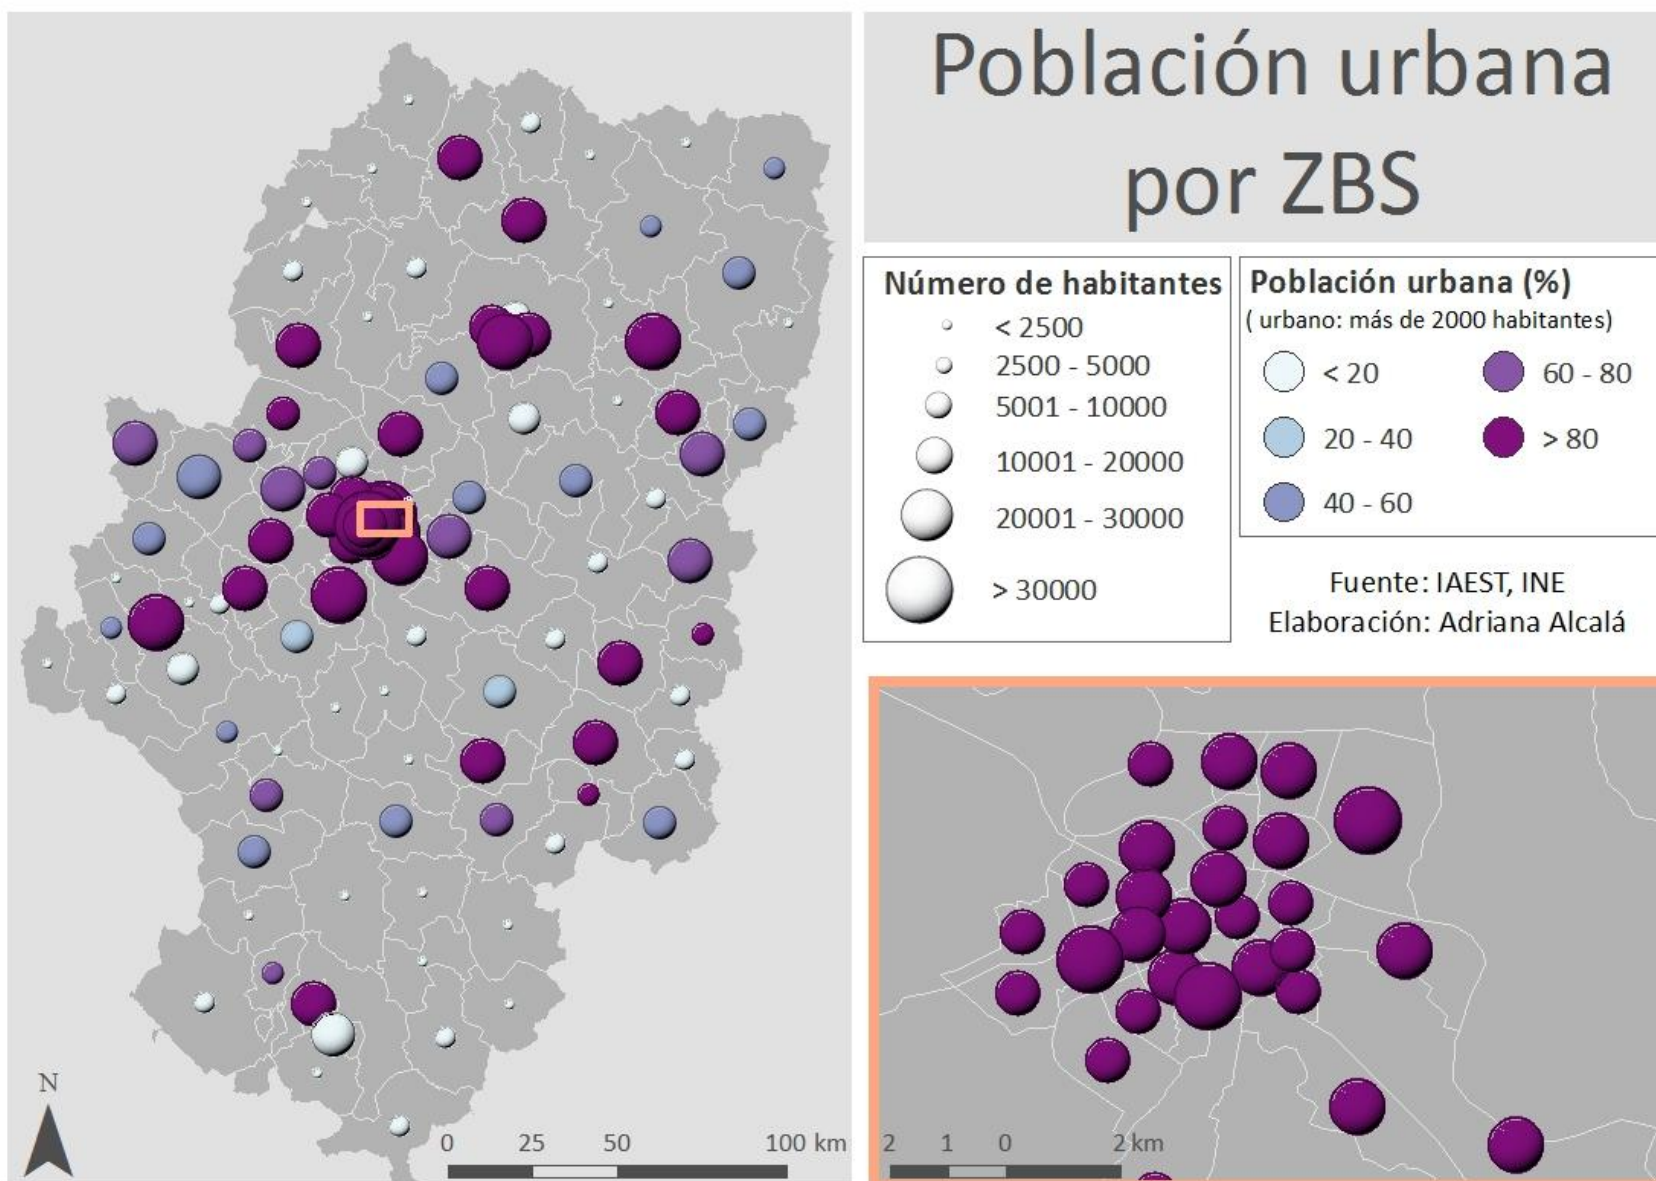 Población urbana
por ZBS
Número de habitantes
< 2500
2500 - 5000
5001 - 10000
10001 - 20000
20001 - 30000
> 30000
Población urbana (%)
( urbano: más de 2000 habitantes)
< 20
20 - 40
40 - 60
60 - 80
> 80
Fuente: IAEST, INE
Elaboración: Adriana Alcalá
N
0 25 50 100 km
2 1 0 2 km